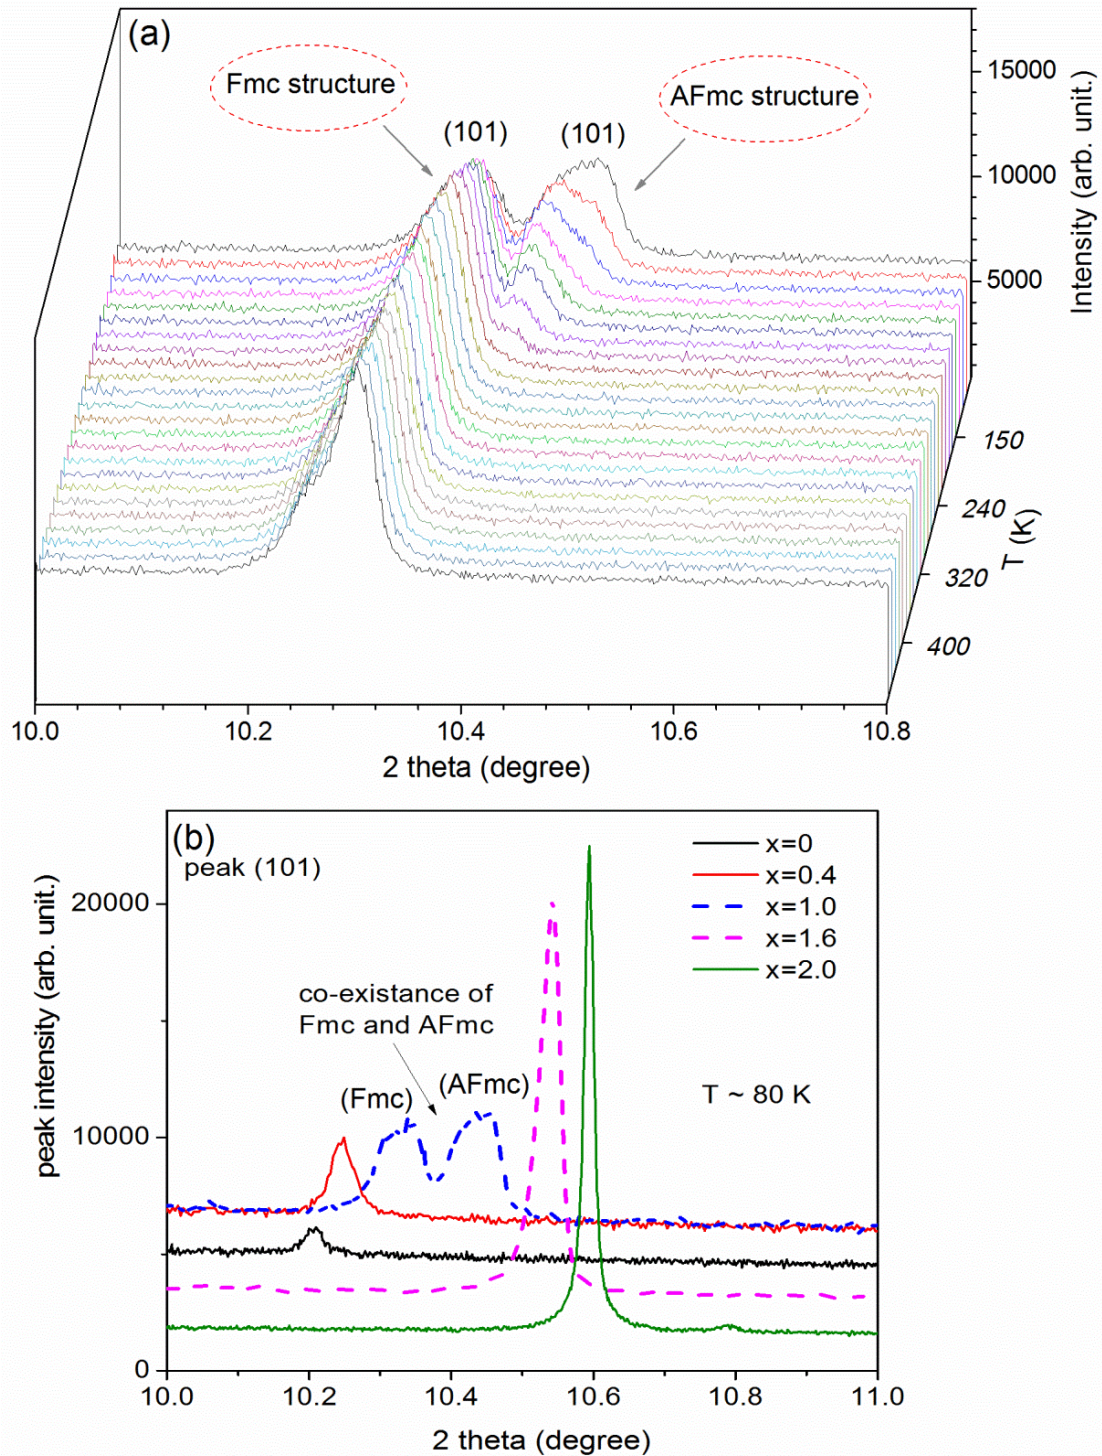 (a)
Fmc structure
AFmc structure
(101)
(101)
15000
10000
5000
Intensity (arb. unit.)
150
240
320
400
T (K)
10.0
10.2
10.4
10.6
10.8
2 theta (degree)
(b)
peak (101)
x=0
x=0.4
x=1.0
x=1.6
x=2.0
20000
10000
0
peak intensity (arb. unit.)
co-existance of
Fmc and AFmc
(Fmc)
(AFmc)
T ~ 80 K
10.0
10.2
10.4
10.6
10.8
11.0
2 theta (degree)